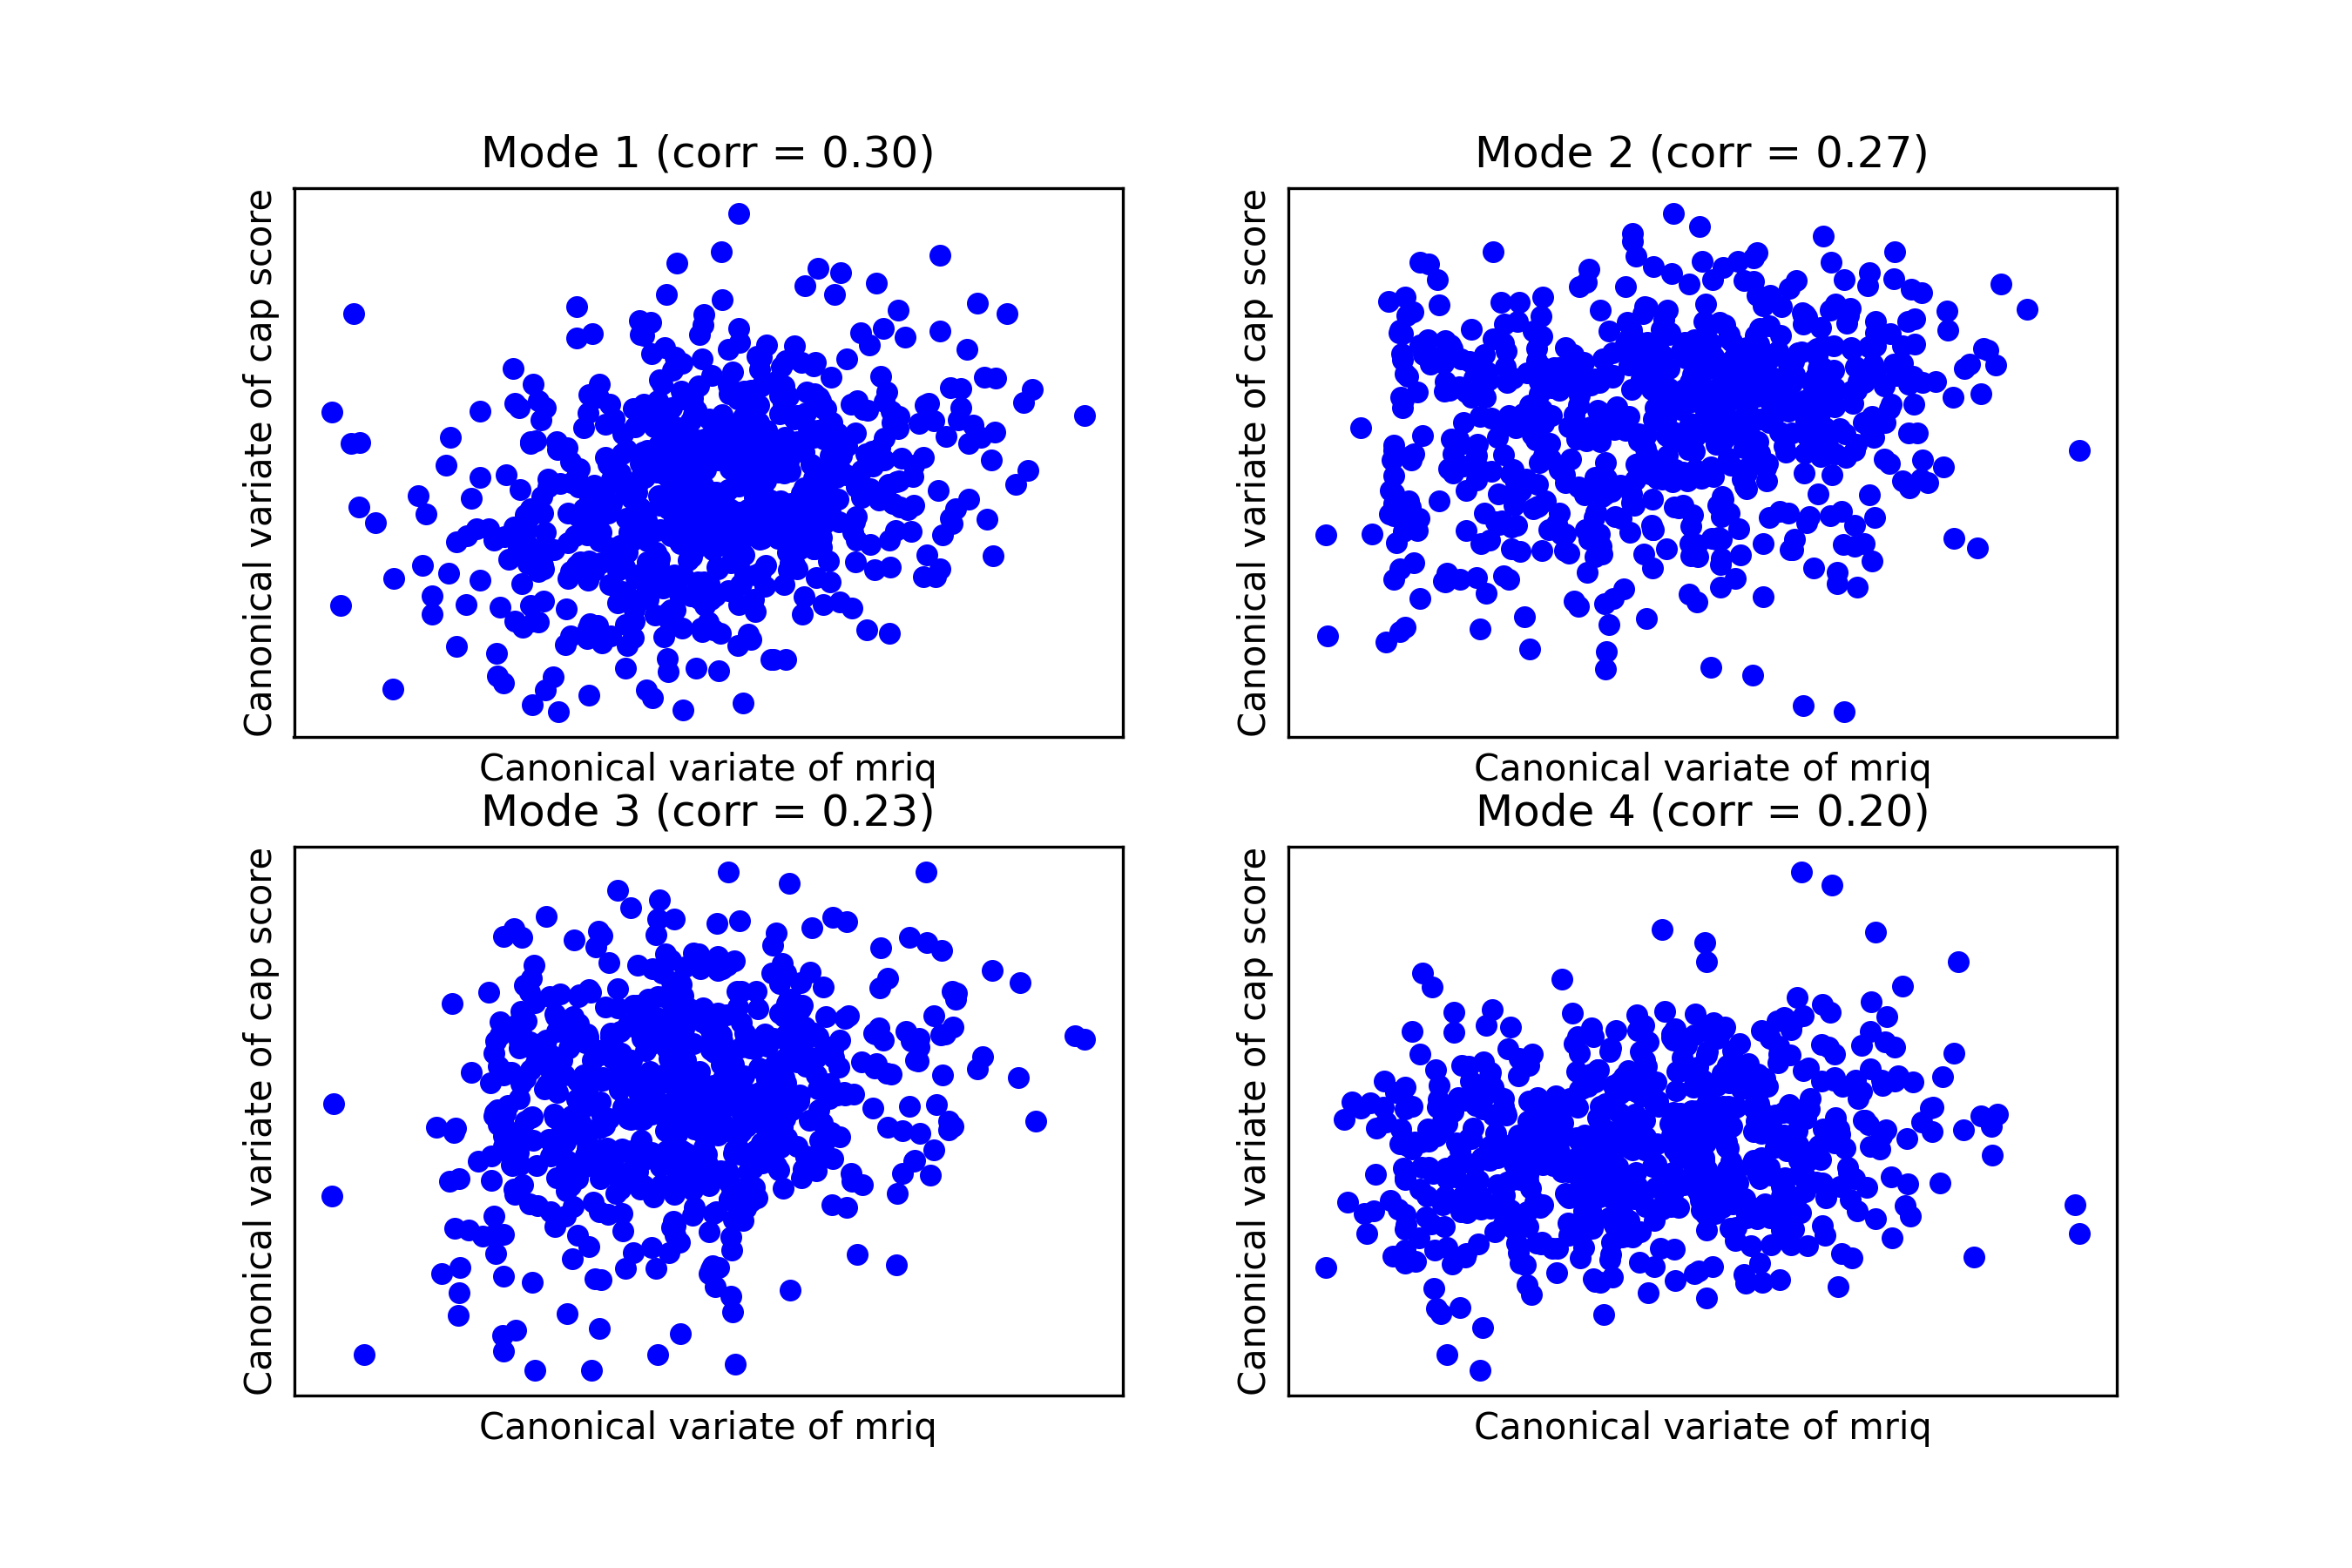 Mode 1 (corr = 0.30)
Canonical variate of cap score
Canonical variate of mriq
Mode 2 (corr = 0.27)
Canonical variate of cap score
Canonical variate of mriq
Mode 3 (corr = 0.23)
Canonical variate of cap score
Canonical variate of mriq
Mode 4 (corr = 0.20)
Canonical variate of cap score
Canonical variate of mriq